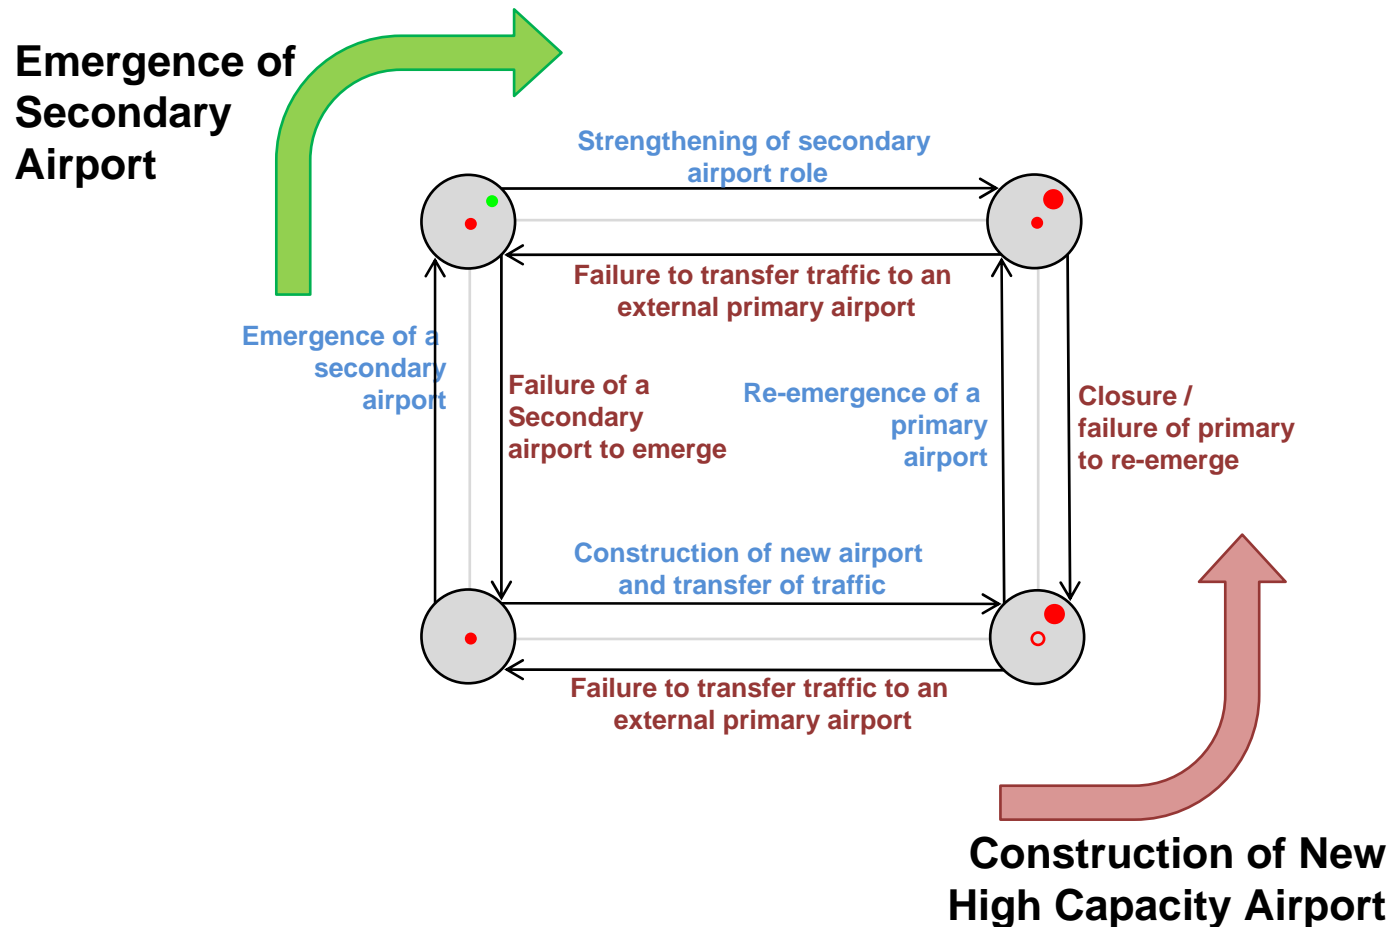 Emergence of
Secondary
Airport
Strengthening of secondary
airport role
Failure to transfer traffic to an
external primary airport
Emergence of a
secondary
airport
Failure of a
Secondary
airport to emerge
Re-emergence of a
primary
airport
Closure /
failure of primary
to re-emerge
Construction of new airport
and transfer of traffic
Failure to transfer traffic to an
external primary airport
Construction of New
High Capacity Airport